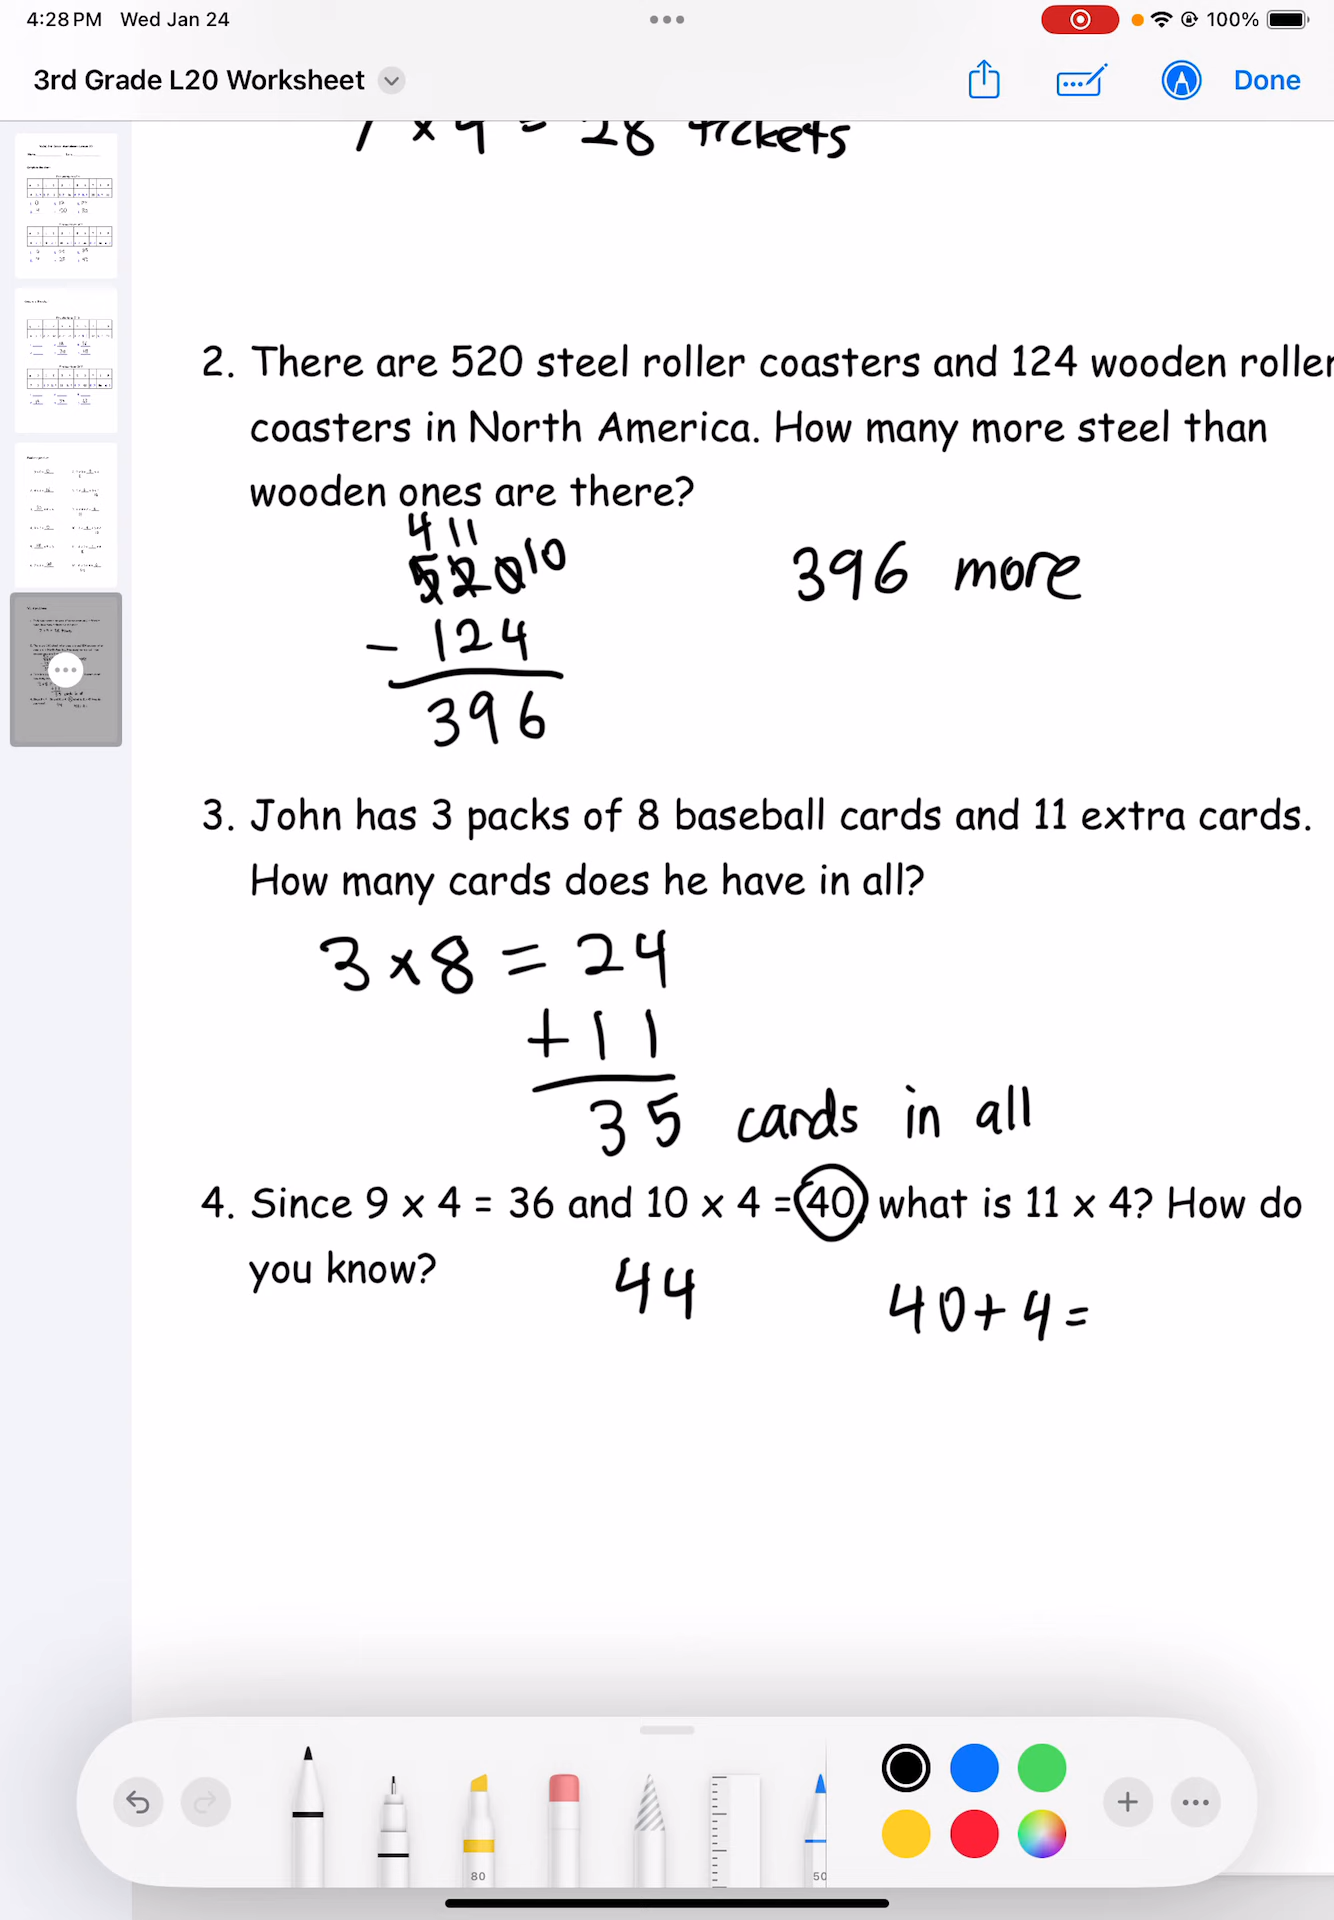 4:28 PM Wed Jan 24
100%
3rd Grade L20 Worksheet
Done
7 x 4 = 28 tickets
2. There are 520 steel roller coasters and 124 wooden roller
coasters in North America. How many more steel than
wooden ones are there?
4 11
520 10
396 more
- 124
396
3. John has 3 packs of 8 baseball cards and 11 extra cards.
How many cards does he have in all?
3 x 8 = 24
+ 11
35 cards in all
4. Since 9 x 4 = 36 and 10 x 4 = 40, what is 11 x 4? How do
you know?
44
40 + 4 =
80
50